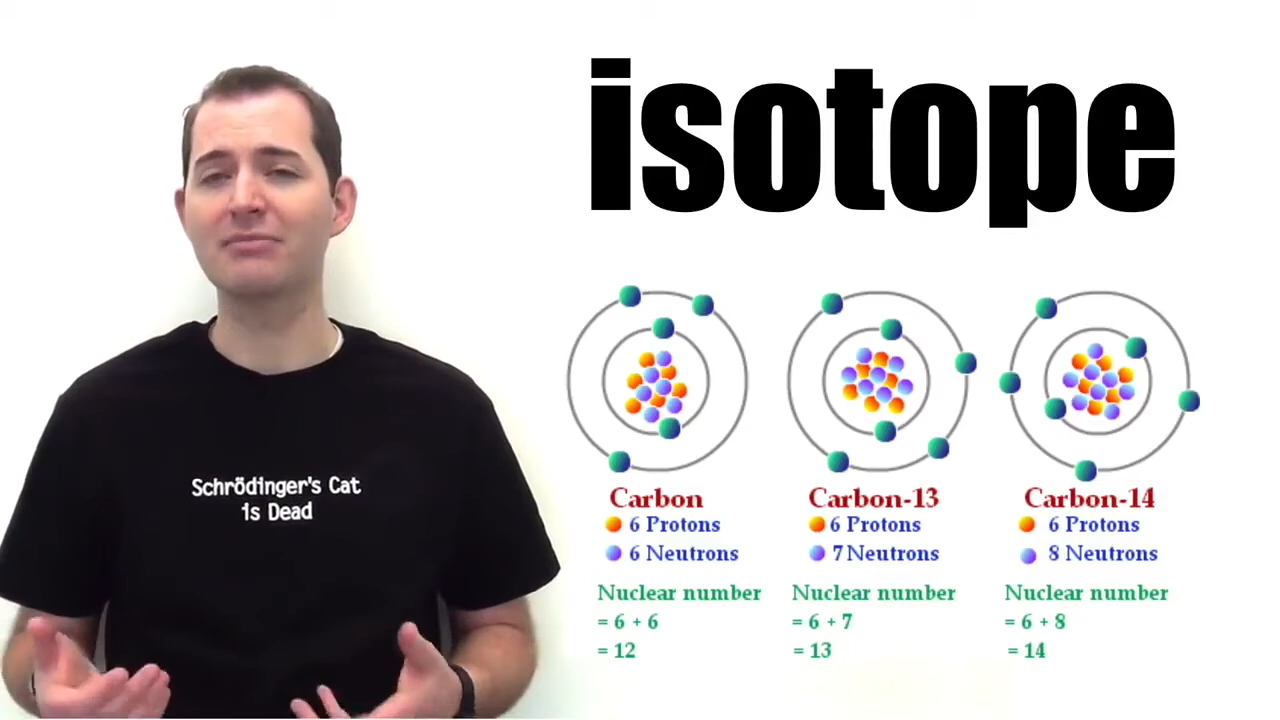 isotope
Schrödinger's Cat
is Dead
Carbon
6 Protons
6 Neutrons
Nuclear number
= 6 + 6
= 12
Carbon-13
6 Protons
7 Neutrons
Nuclear number
= 6 + 7
= 13
Carbon-14
6 Protons
8 Neutrons
Nuclear number
= 6 + 8
= 14